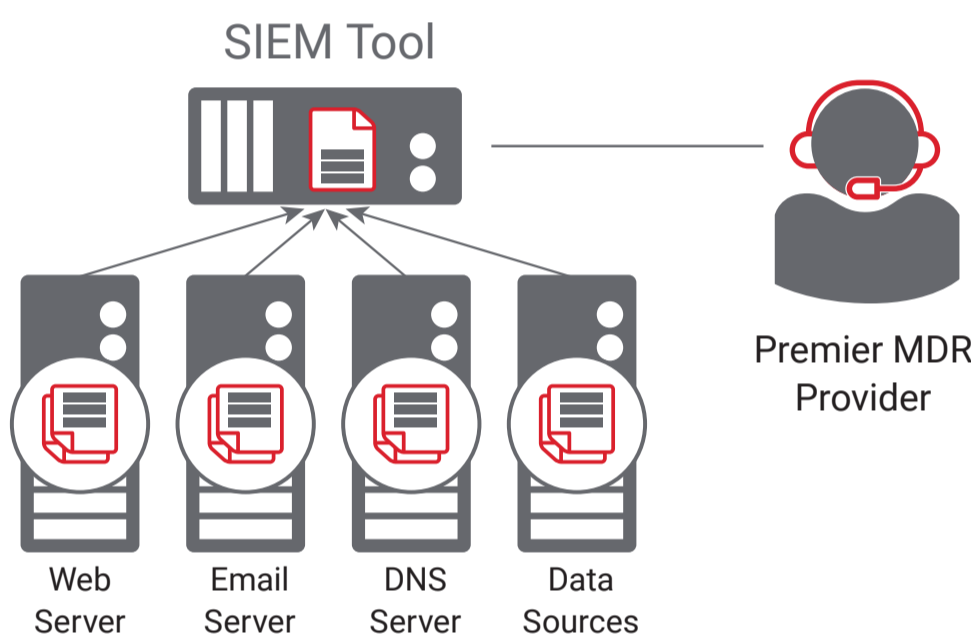 SIEM Tool
Premier MDR
Provider
Web
Server
Email
Server
DNS
Server
Data
Sources